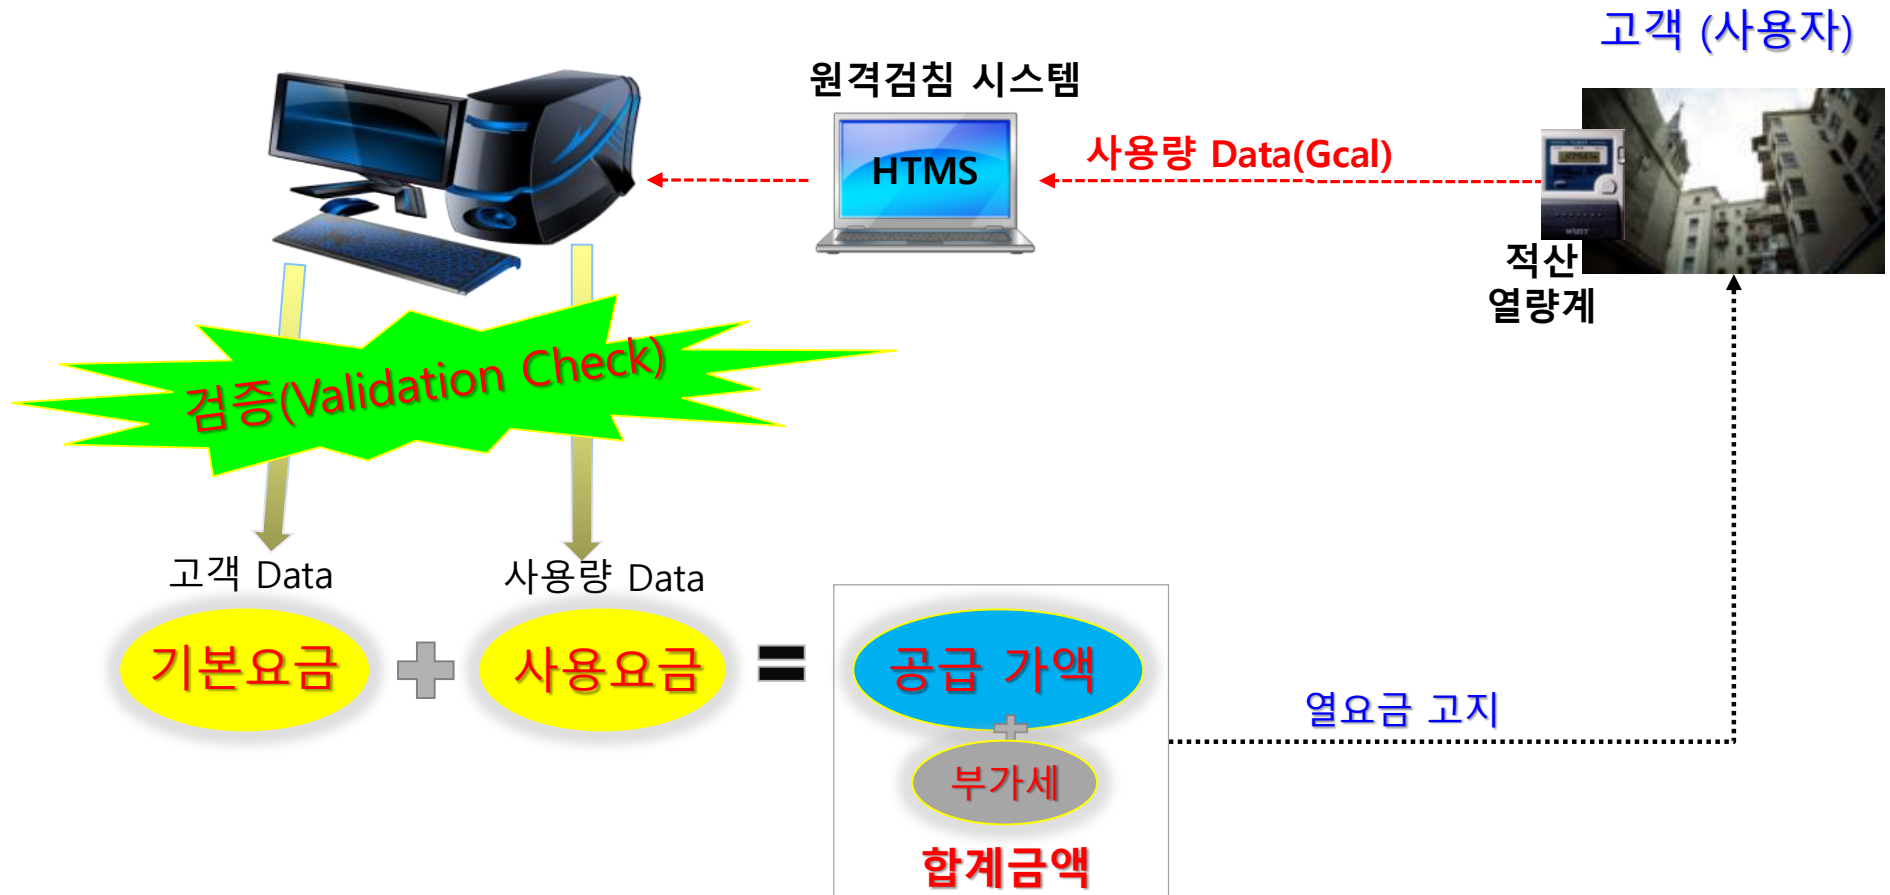 고객 (사용자)
원격검침 시스템
HTMS
사용량 Data(Gcal)
적산
열량계
검증(Validation Check)
고객 Data
사용량 Data
기본요금
사용요금
공급 가액
부가세
합계금액
열요금 고지